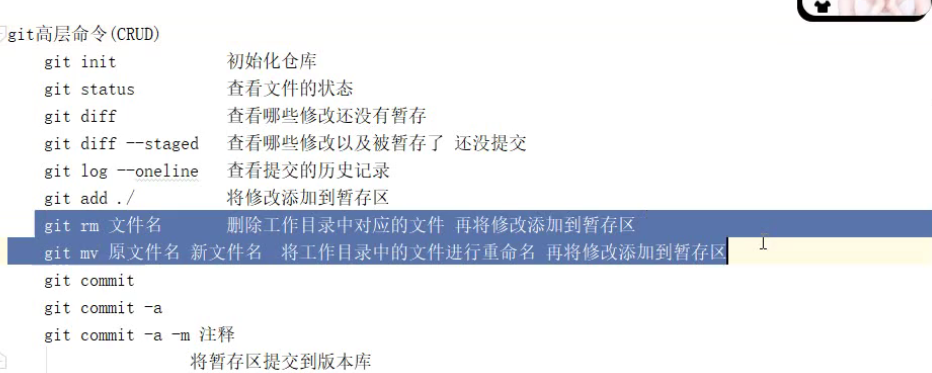 git高层命令(CRUD)
git init 初始化仓库
git status 查看文件的状态
git diff 查看哪些修改还没有暂存
git diff --staged 查看哪些修改以及被暂存了 还没提交
git log --oneline 查看提交的历史记录
git add ./ 将修改添加到暂存区
git rm 文件名 删除工作目录中对应的文件 再将修改添加到暂存区
git mv 原文件名 新文件名 将工作目录中的文件进行重命名 再将修改添加到暂存区
git commit
git commit -a
git commit -a -m 注释
将暂存区提交到版本库